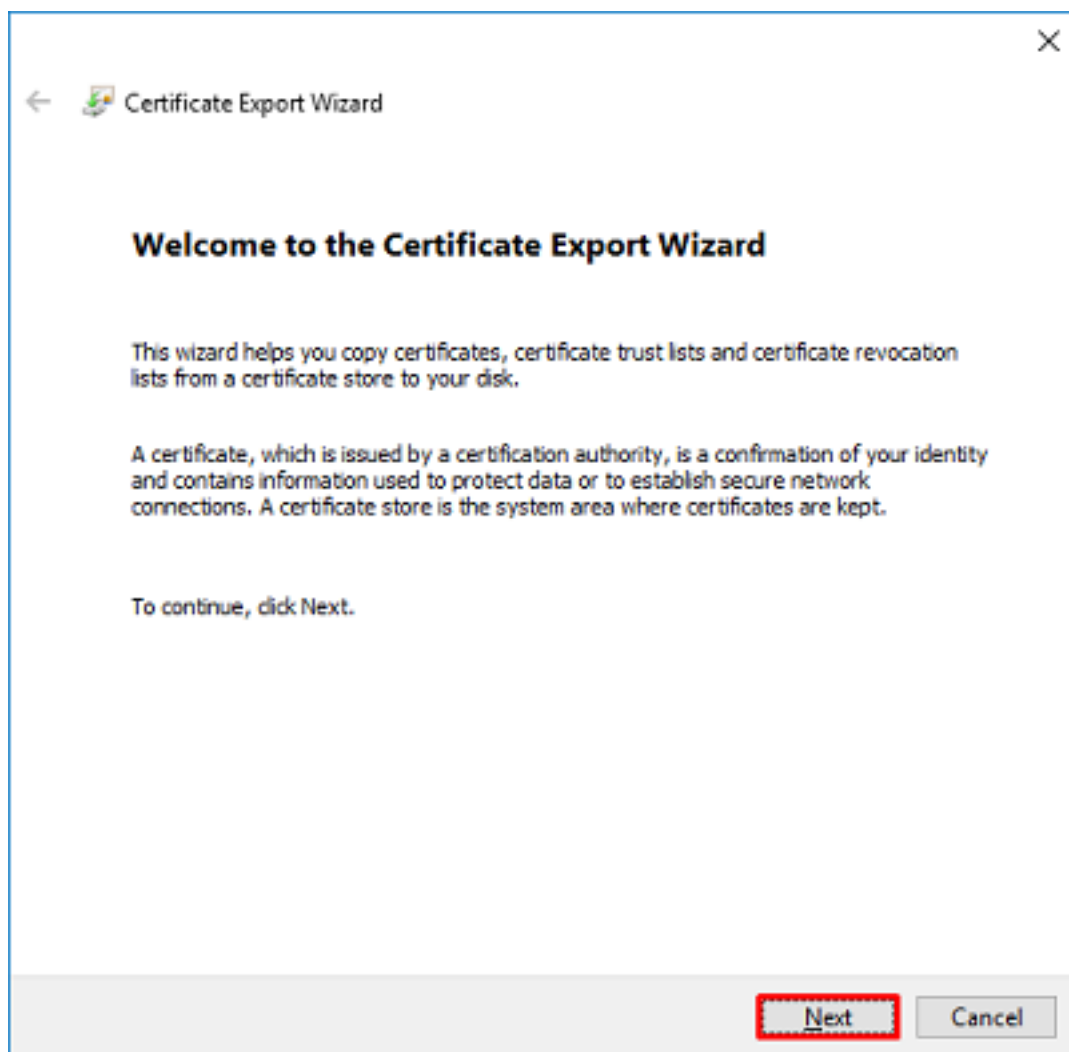 Certificate Export Wizard
Welcome to the Certificate Export Wizard
This wizard helps you copy certificates, certificate trust lists and certificate revocation
lists from a certificate store to your disk.
A certificate, which is issued by a certification authority, is a confirmation of your identity
and contains information used to protect data or to establish secure network
connections. A certificate store is the system area where certificates are kept.
To continue, click Next.
Next
Cancel